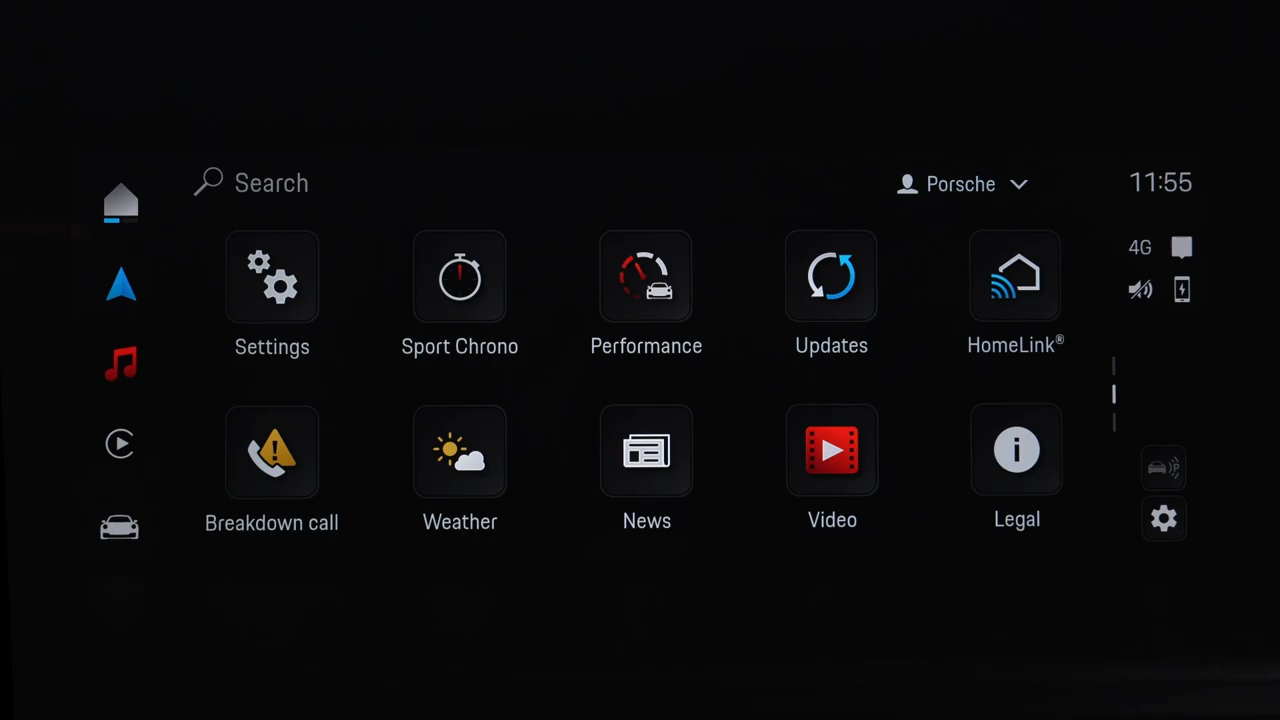 Search
Porsche
11:55
4G
Settings
Sport Chrono
Performance
Updates
HomeLink®
Breakdown call
Weather
News
Video
Legal
P